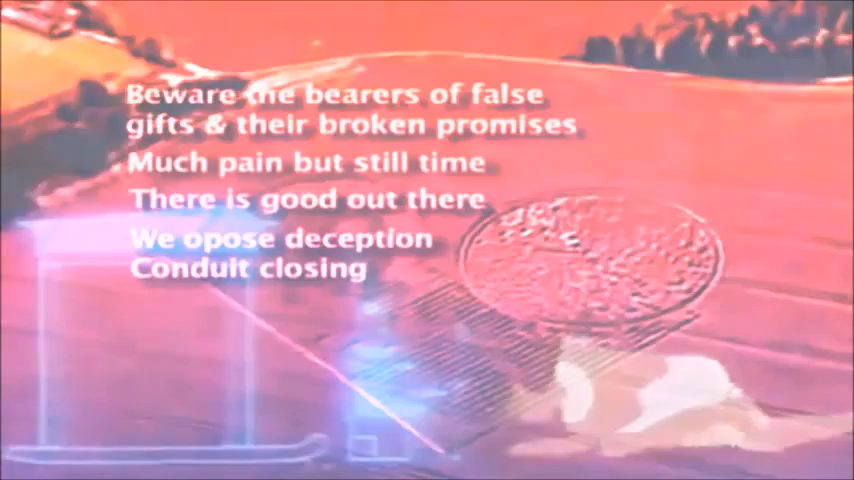 Beware the bearers of false
gifts & their broken promises.
Much pain but still time
There is good out there
We opose deception
Conduit closing